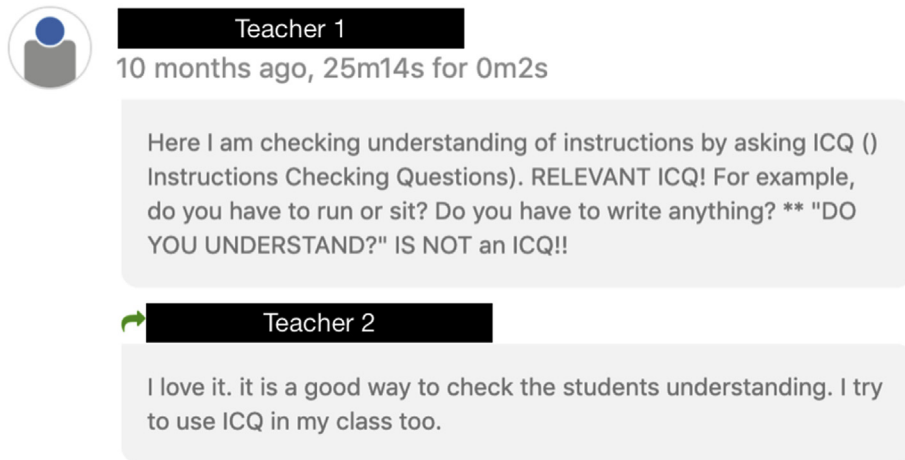 Teacher 1
10 months ago, 25m14s for 0m2s
Here I am checking understanding of instructions by asking ICQ ()
Instructions Checking Questions). RELEVANT ICQ! For example,
do you have to run or sit? Do you have to write anything? ** "DO
YOU UNDERSTAND?" IS NOT an ICQ!!
Teacher 2
I love it. it is a good way to check the students understanding. I try
to use ICQ in my class too.